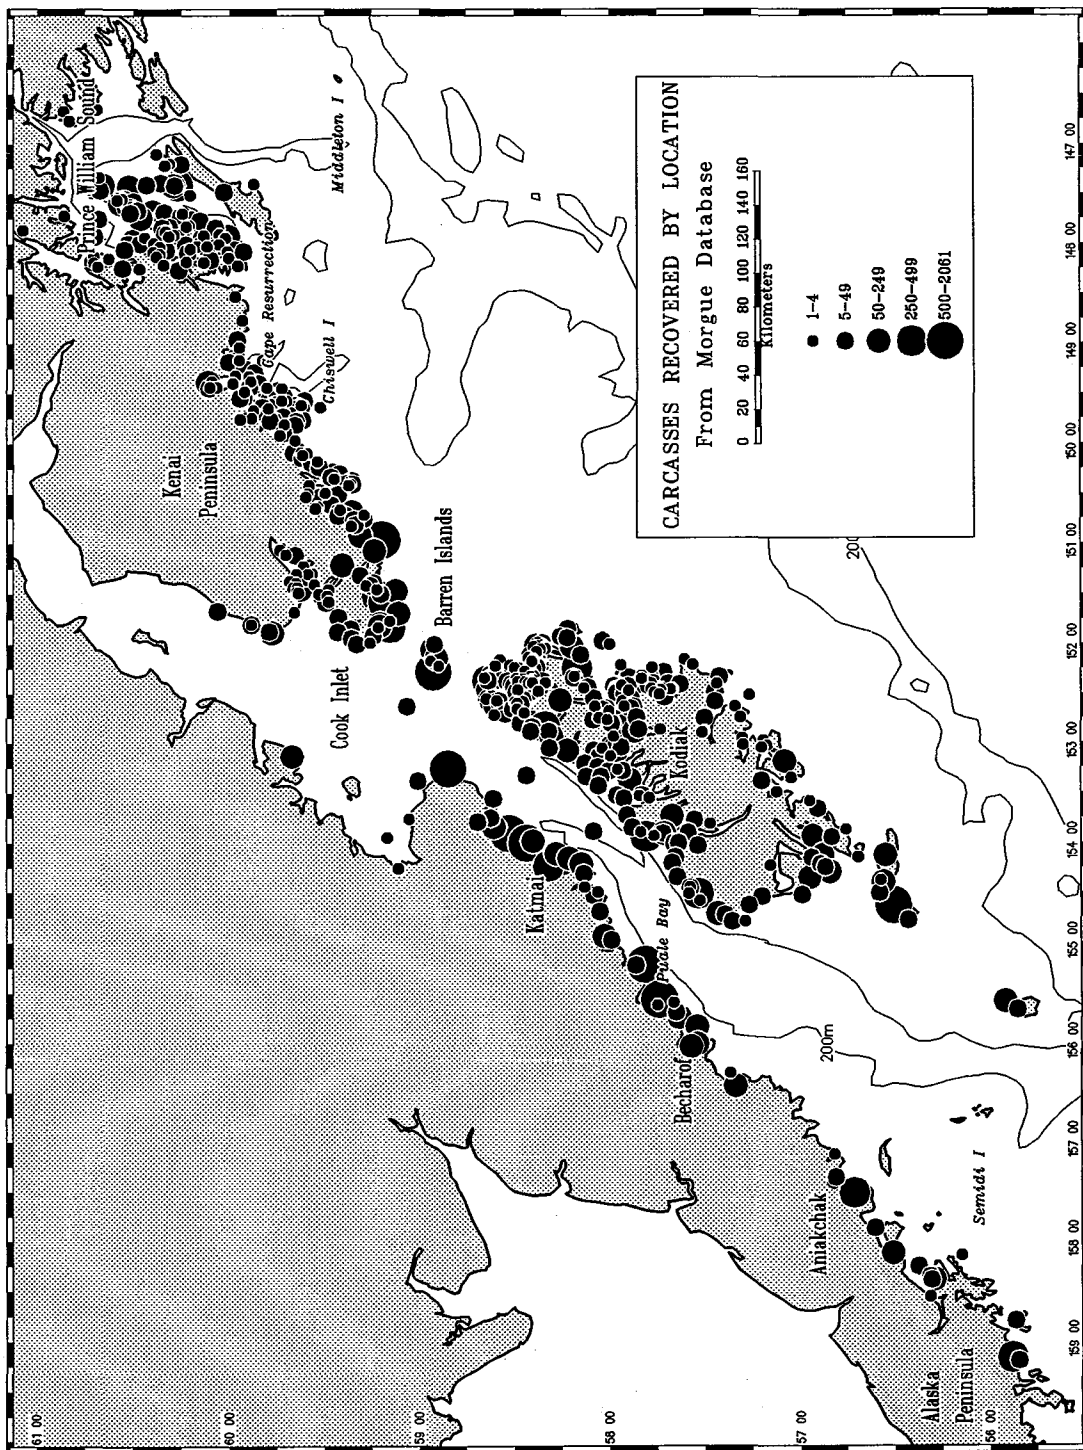 CARCASSES RECOVERED BY LOCATION
From Morgue Database
0 20 40 60 80 100 120 140 160
Kilometers
1-4
5-49
50-249
250-499
500-2061
Prince William Sound
Middleton I
Cape Resurrection
Chiswell I
Kenai
Peninsula
Barren Islands
Cook Inlet
Kodiak
Katmai
Puale Bay
Becharof
200m
Aniakchak
Semidi I
Alaska
Peninsula
61 00
60 00
59 00
58 00
57 00
56 00
159 00
158 00
157 00
156 00
155 00
154 00
153 00
152 00
151 00
150 00
149 00
148 00
147 00